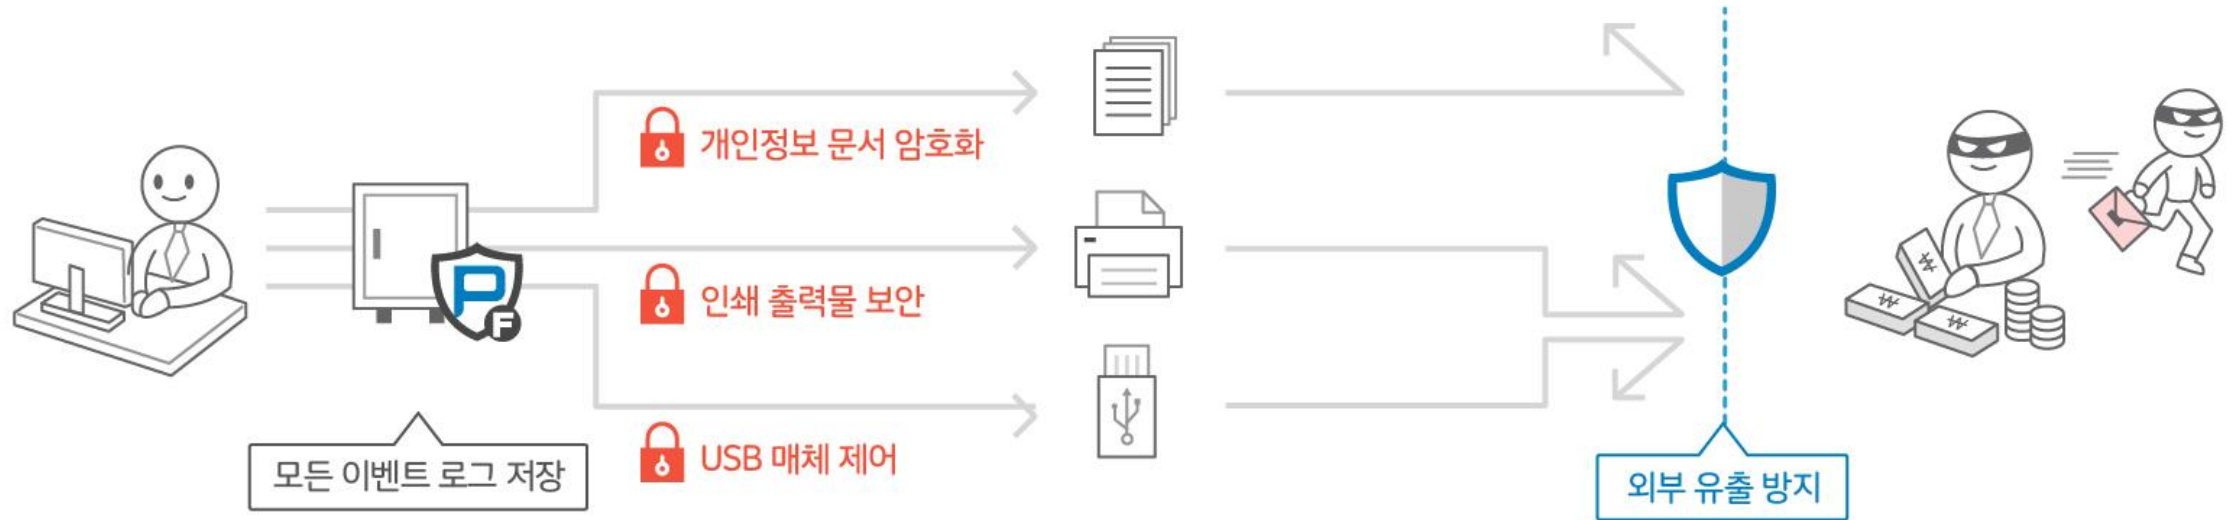 개인정보 문서 암호화
P
F
인쇄 출력물 보안
USB 매체 제어
모든 이벤트 로그 저장
외부 유출 방지
₩
₩
₩